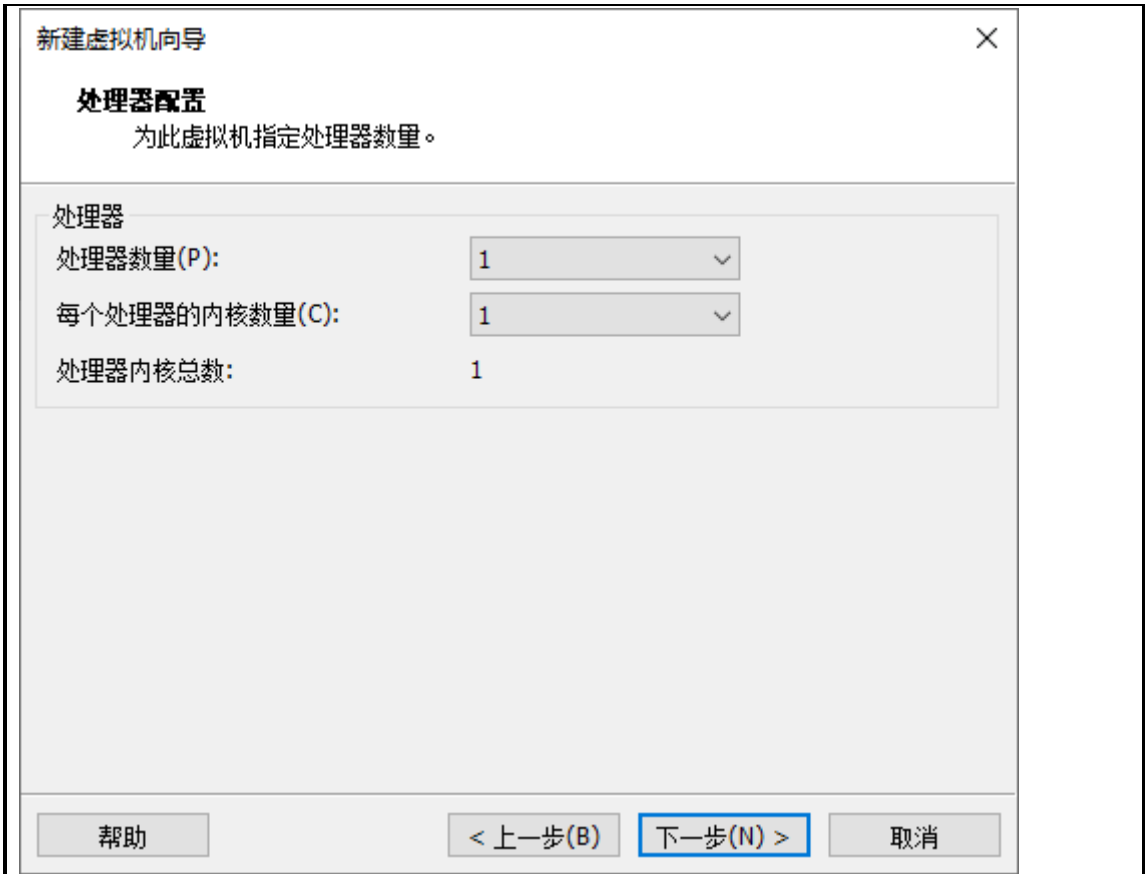 新建虚拟机向导
处理器配置
为此虚拟机指定处理器数量。
处理器
处理器数量(P): 1
每个处理器的内核数量(C): 1
处理器内核总数: 1
帮助 < 上一步(B) 下一步(N) > 取消